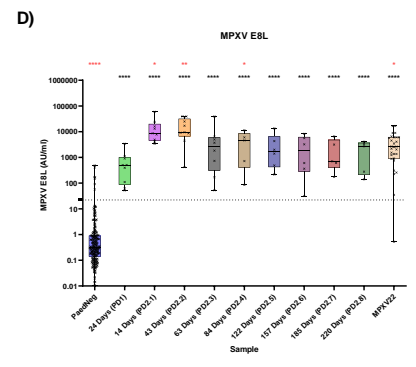 D)
MPXV E8L
**** * ** * *
**** **** **** **** **** **** **** **** **** ****
MPXV E8L (AU/ml)
1000000
100000
10000
1000
100
10
1
0.1
0.01
PaedNeg
24 Days (PD1)
14 Days (PD2.1)
43 Days (PD2.2)
63 Days (PD2.3)
84 Days (PD2.4)
122 Days (PD2.5)
157 Days (PD2.6)
185 Days (PD2.7)
220 Days (PD2.8)
MPXV22
Sample